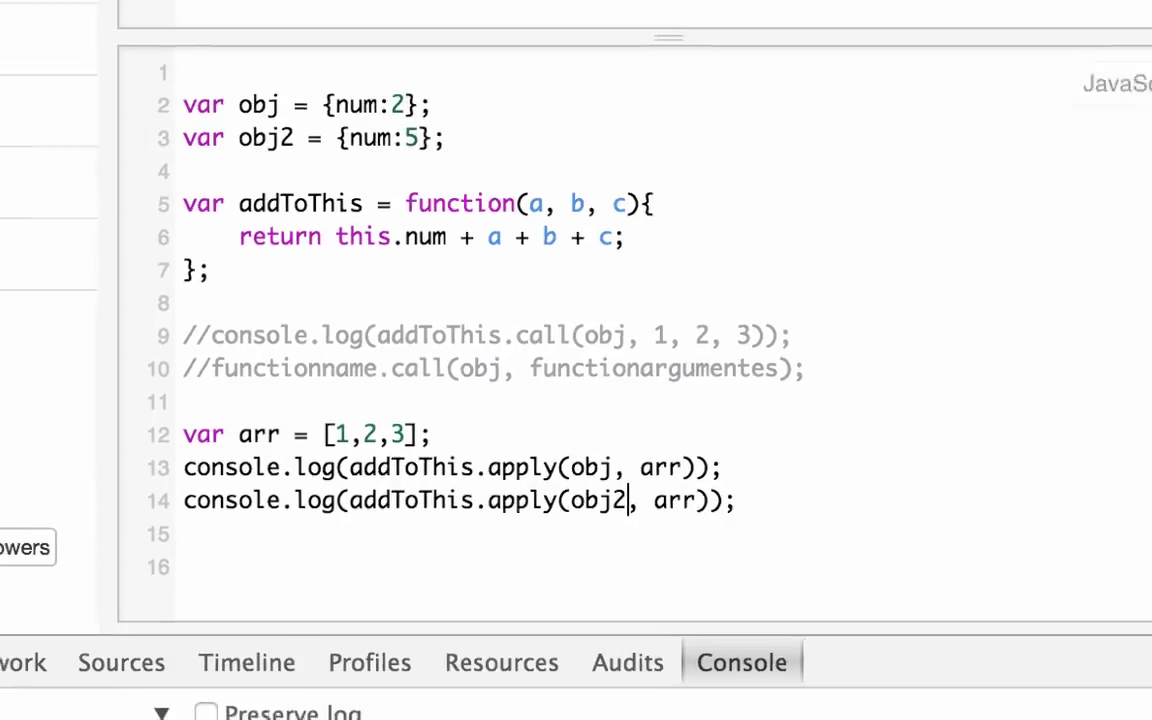 JavaSc
1
2 var obj = {num:2};
3 var obj2 = {num:5};
4
5 var addToThis = function(a, b, c){
6 return this.num + a + b + c;
7 };
8
9 //console.log(addToThis.call(obj, 1, 2, 3));
10 //functionname.call(obj, functionargumentes);
11
12 var arr = [1,2,3];
13 console.log(addToThis.apply(obj, arr));
14 console.log(addToThis.apply(obj2, arr));
15
16
owers
work Sources Timeline Profiles Resources Audits Console
Preserve log